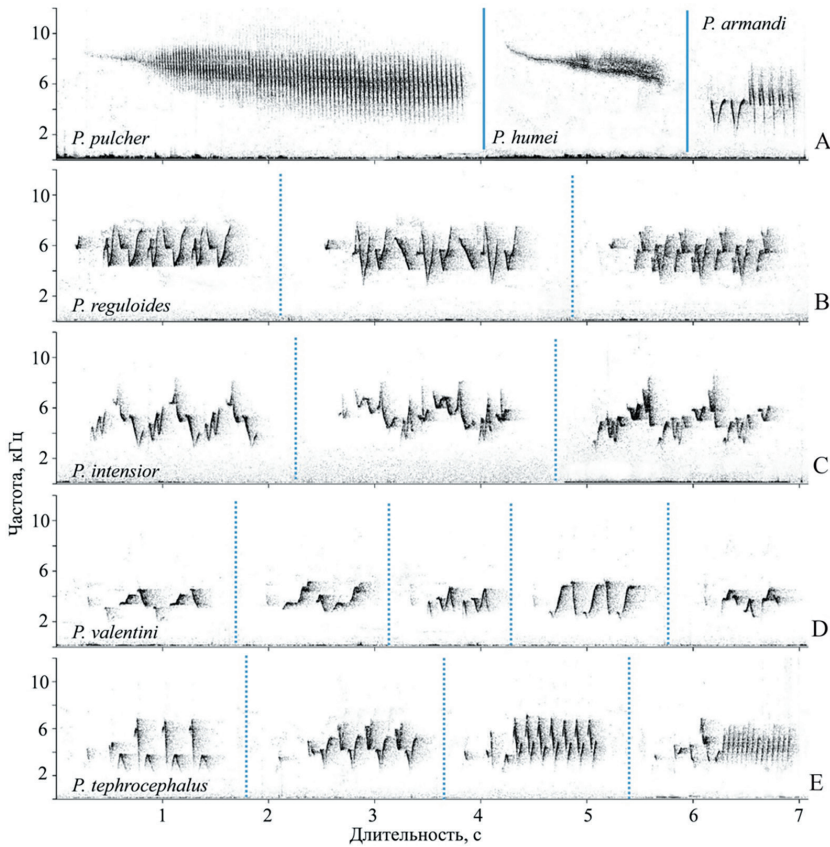 12
10
6
2
P. pulcher
P. humei
P. armandi
A
10
6
2
P. reguloides
B
10
6
2
P. intensior
C
10
6
2
P. valentini
D
10
6
2
P. tephrocephalus
E
1 2 3 4 5 6 7
Длительность, с
Частота, кГц